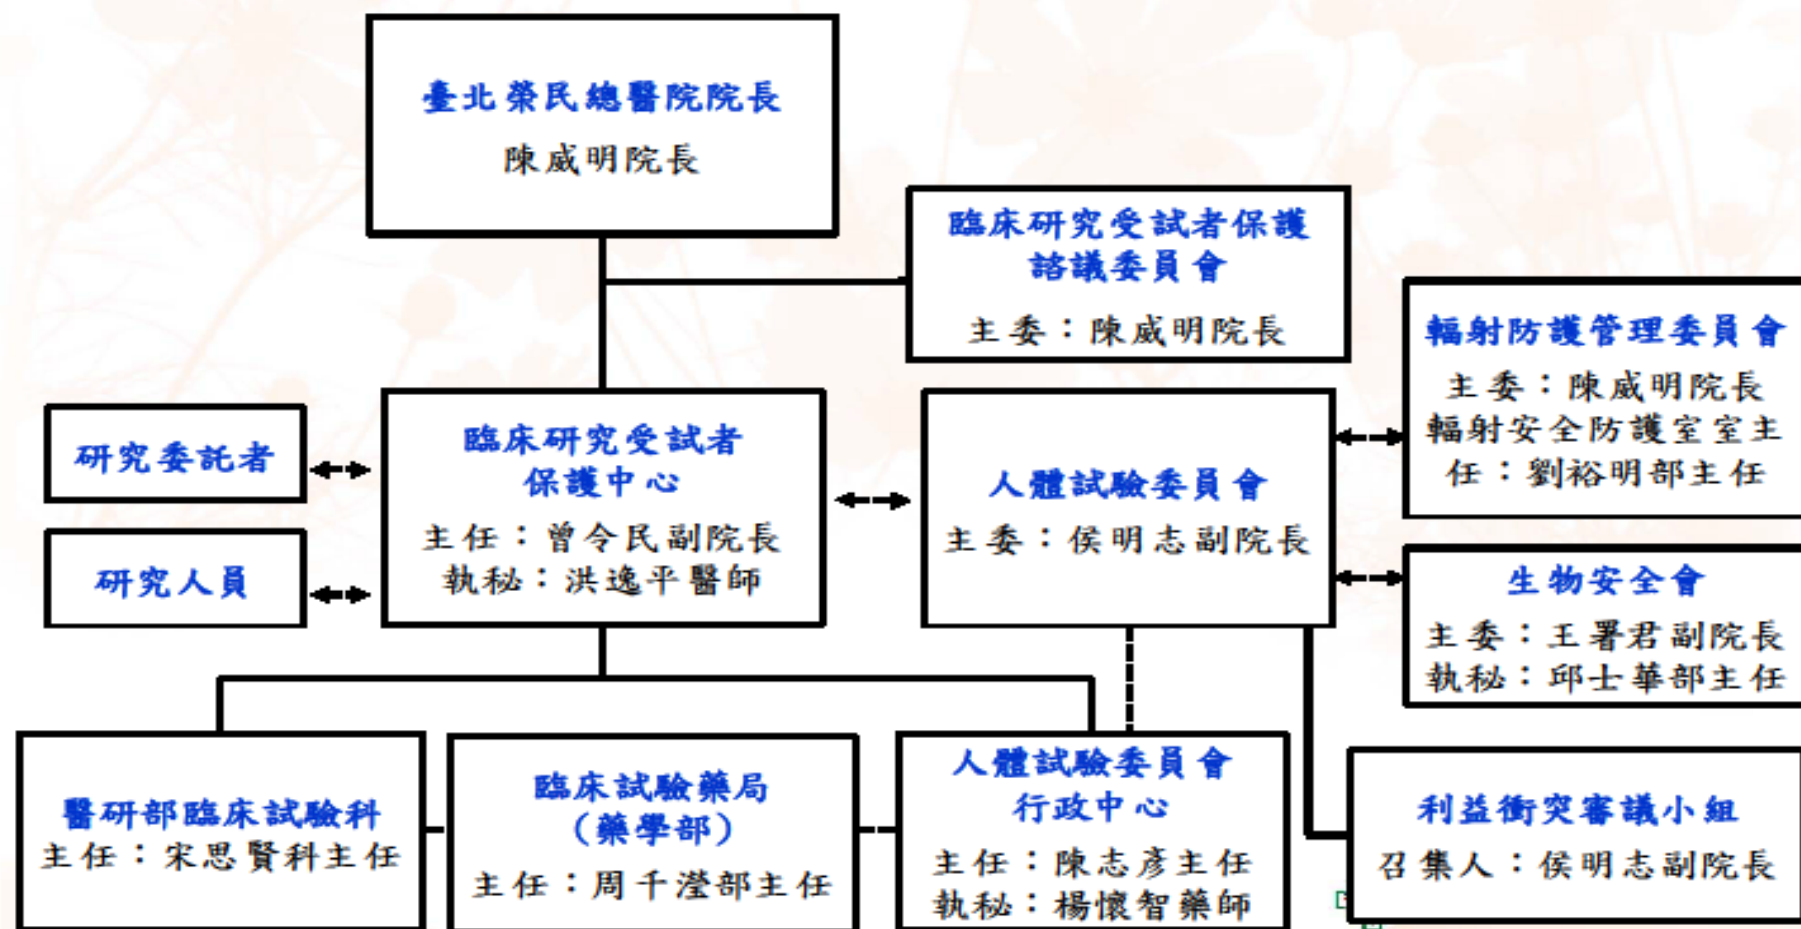 臺北榮民總醫院院長
陳威明院長
臨床研究受試者保護
諮議委員會
主委：陳威明院長
輻射防護管理委員會
主委：陳威明院長
輻射安全防護室室主
任：劉裕明部主任
研究委託者
研究人員
臨床研究受試者
保護中心
主任：曾令民副院長
執秘：洪逸平醫師
人體試驗委員會
主委：侯明志副院長
生物安全會
主委：王署君副院長
執秘：邱士華部主任
醫研部臨床試驗科
主任：宋思賢科主任
臨床試驗藥局
（藥學部）
主任：周千瀅部主任
人體試驗委員會
行政中心
主任：陳志彥主任
執秘：楊懷智藥師
利益衝突審議小組
召集人：侯明志副院長